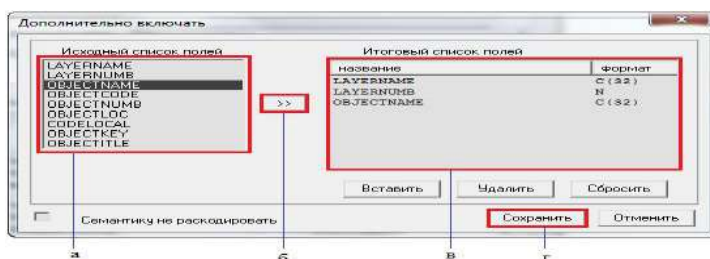 Дополнительно включать
Исходный список полей
Итоговый список полей
LAYERNAME
LAYERNUMB
OBJECTNAME
OBJECTCODE
OBJECTNUMB
OBJECTLOC
CODELOCAL
OBJECTKEY
OBJECTITLE
>>
название формат
LAYERNAME C(32)
LAYERNUMB N
OBJECTNAME C(32)
Вставить Удалить Сбросить
Семантику не раскодировать
Сохранить Отменить
а б в г